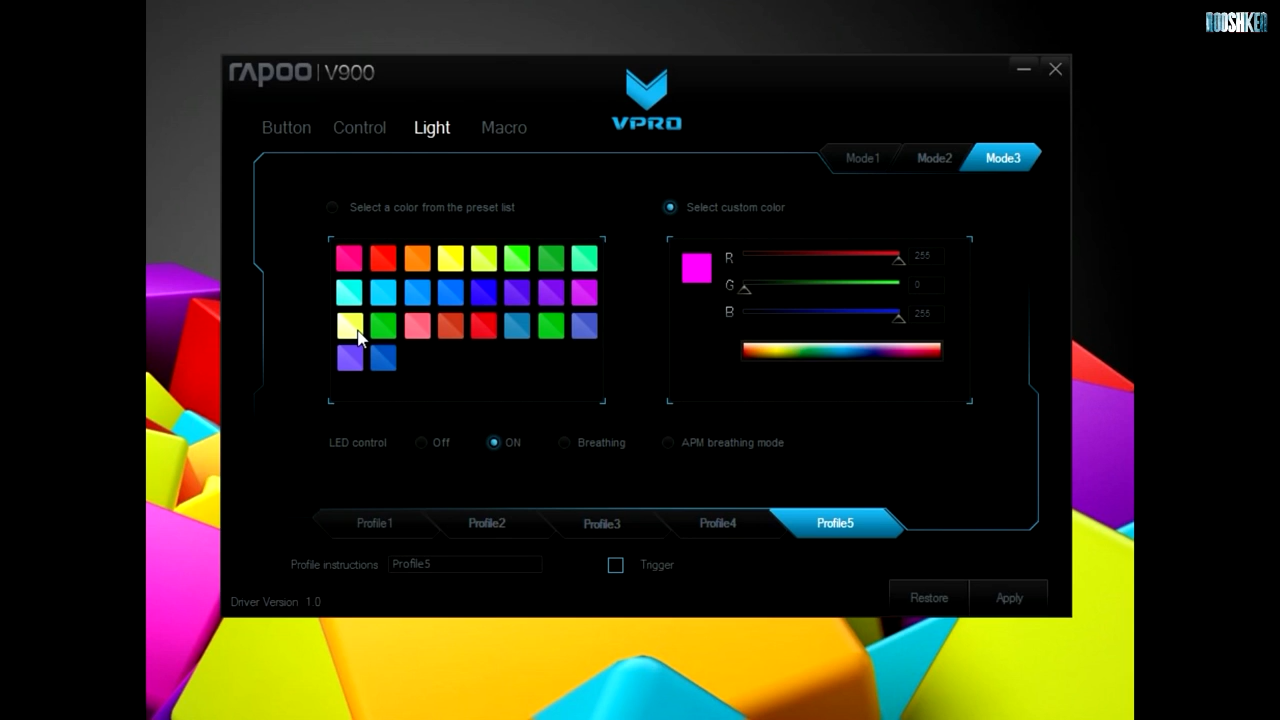 ROOSHKER
rapoo | V900
VPRO
Button Control Light Macro
Mode1 Mode2 Mode3
Select a color from the preset list
Select custom color
R 255
G 0
B 255
LED control Off ON Breathing APM breathing mode
Profile1 Profile2 Profile3 Profile4 Profile5
Profile instructions Profile5 Trigger
Restore Apply
Driver Version 1.0